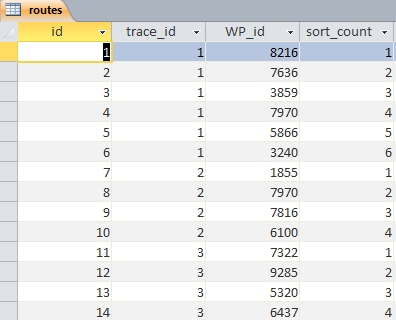 routes
id trace_id WP_id sort_count
1 1 8216 1
2 1 7636 2
3 1 3859 3
4 1 7970 4
5 1 5866 5
6 1 3240 6
7 2 1855 1
8 2 7970 2
9 2 7816 3
10 2 6100 4
11 3 7322 1
12 3 9285 2
13 3 5320 3
14 3 6437 4